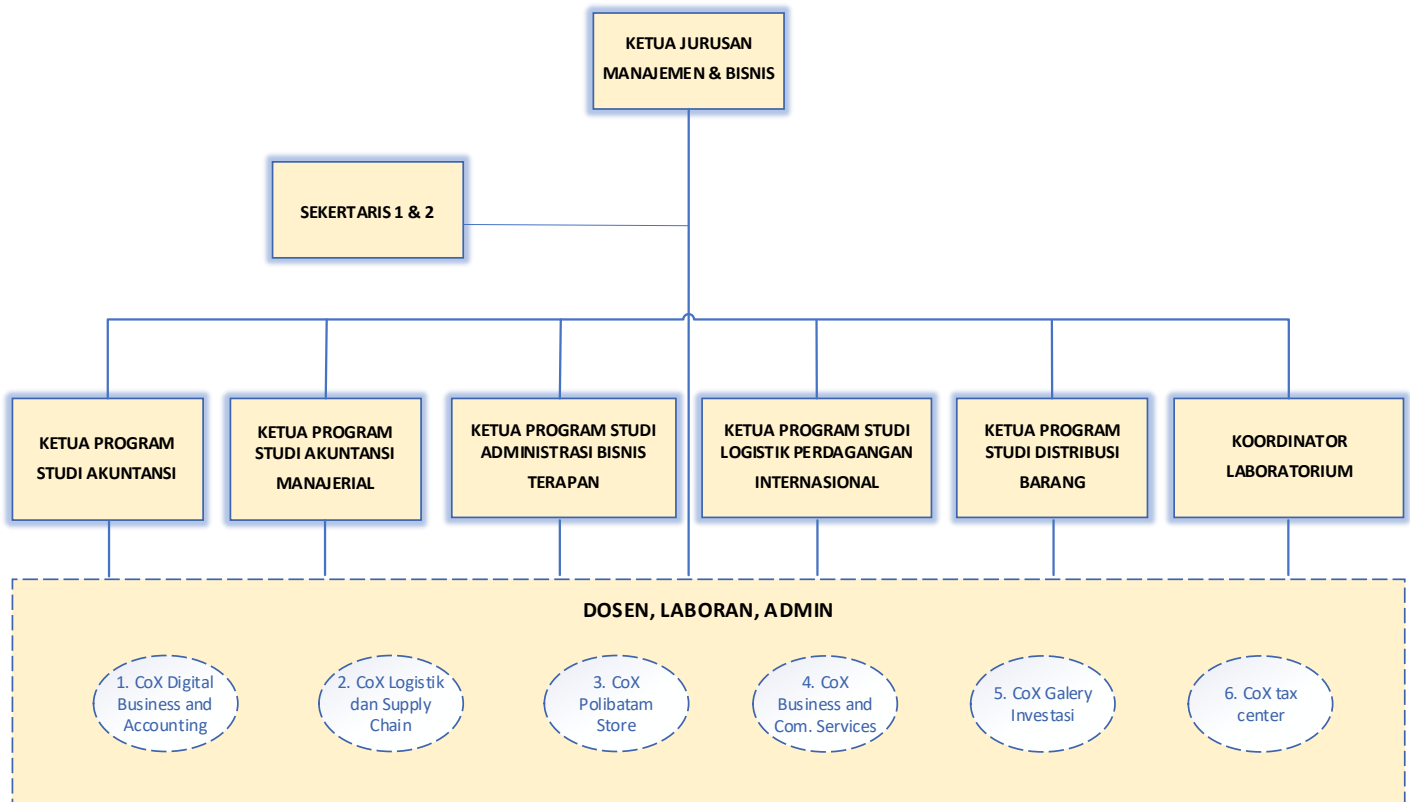 KETUA JURUSAN
MANAJEMEN & BISNIS
SEKERTARIS 1 & 2
KETUA PROGRAM
STUDI AKUNTANSI
KETUA PROGRAM
STUDI AKUNTANSI
MANAJERIAL
KETUA PROGRAM STUDI
ADMINISTRASI BISNIS
TERAPAN
KETUA PROGRAM STUDI
LOGISTIK PERDAGANGAN
INTERNASIONAL
KETUA PROGRAM
STUDI DISTRIBUSI
BARANG
KOORDINATOR
LABORATORIUM
DOSEN, LABORAN, ADMIN
1. CoX Digital
Business and
Accounting
2. CoX Logistik
dan Supply
Chain
3. CoX
Polibatam
Store
4. CoX
Business and
Com. Services
5. CoX Galery
Investasi
6. CoX tax
center